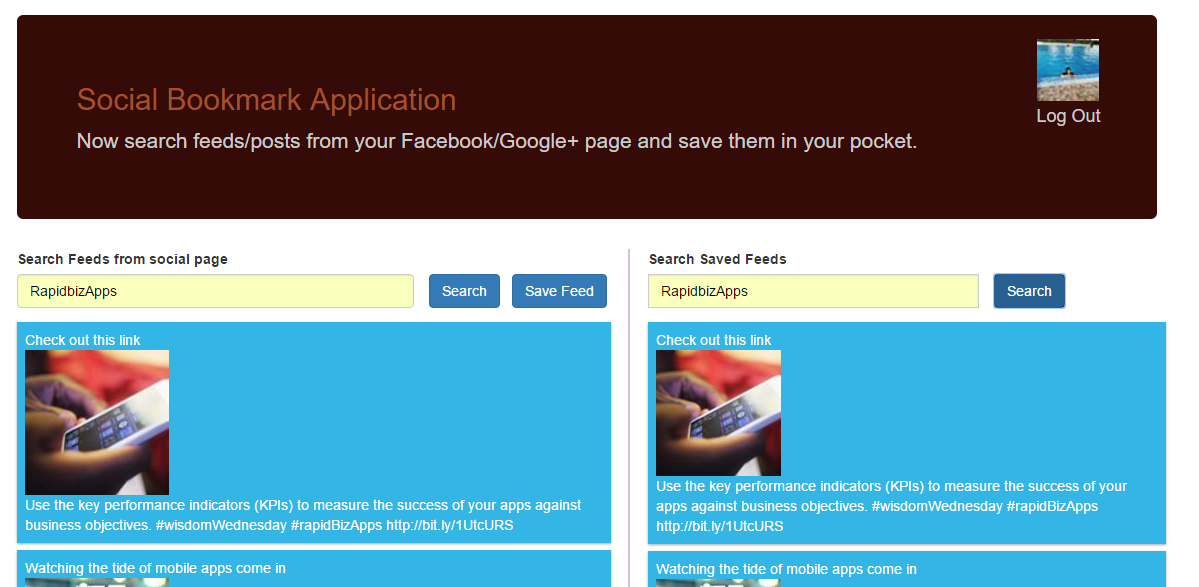 Social Bookmark Application
Now search feeds/posts from your Facebook/Google+ page and save them in your pocket.
Log Out
Search Feeds from social page
RapidbizApps
Search
Save Feed
Check out this link
Use the key performance indicators (KPIs) to measure the success of your apps against
business objectives. #wisdomWednesday #rapidBizApps http://bit.ly/1UtcURS
Watching the tide of mobile apps come in
Search Saved Feeds
RapidbizApps
Search
Check out this link
Use the key performance indicators (KPIs) to measure the success of your
apps against business objectives. #wisdomWednesday #rapidBizApps
http://bit.ly/1UtcURS
Watching the tide of mobile apps come in